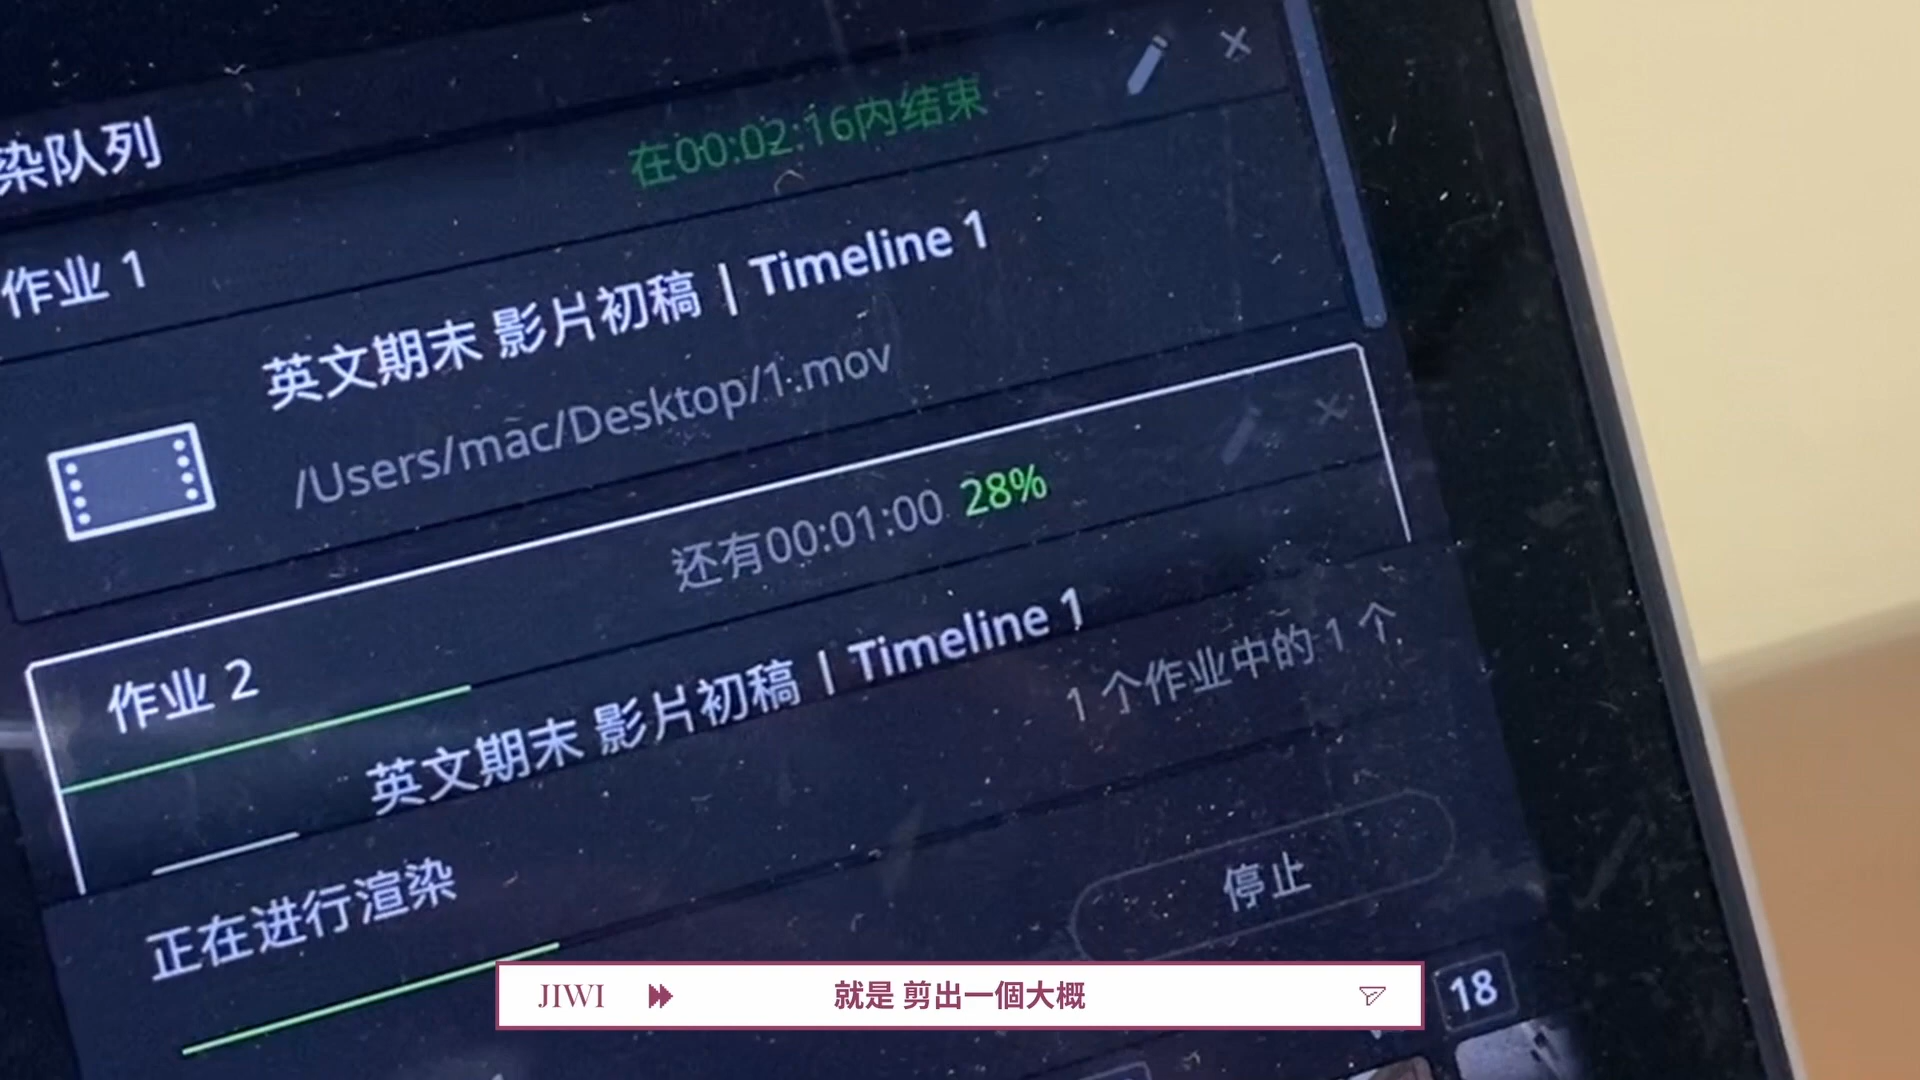 染队列
在00:02:16内结束
作业 1
英文期末 影片初稿 | Timeline 1
/Users/mac/Desktop/1.mov
还有00:01:00 28%
作业 2
英文期末 影片初稿 | Timeline 1
1 个作业中的 1 个
正在进行渲染
停止
18
JIWI 就是 剪出一個大概